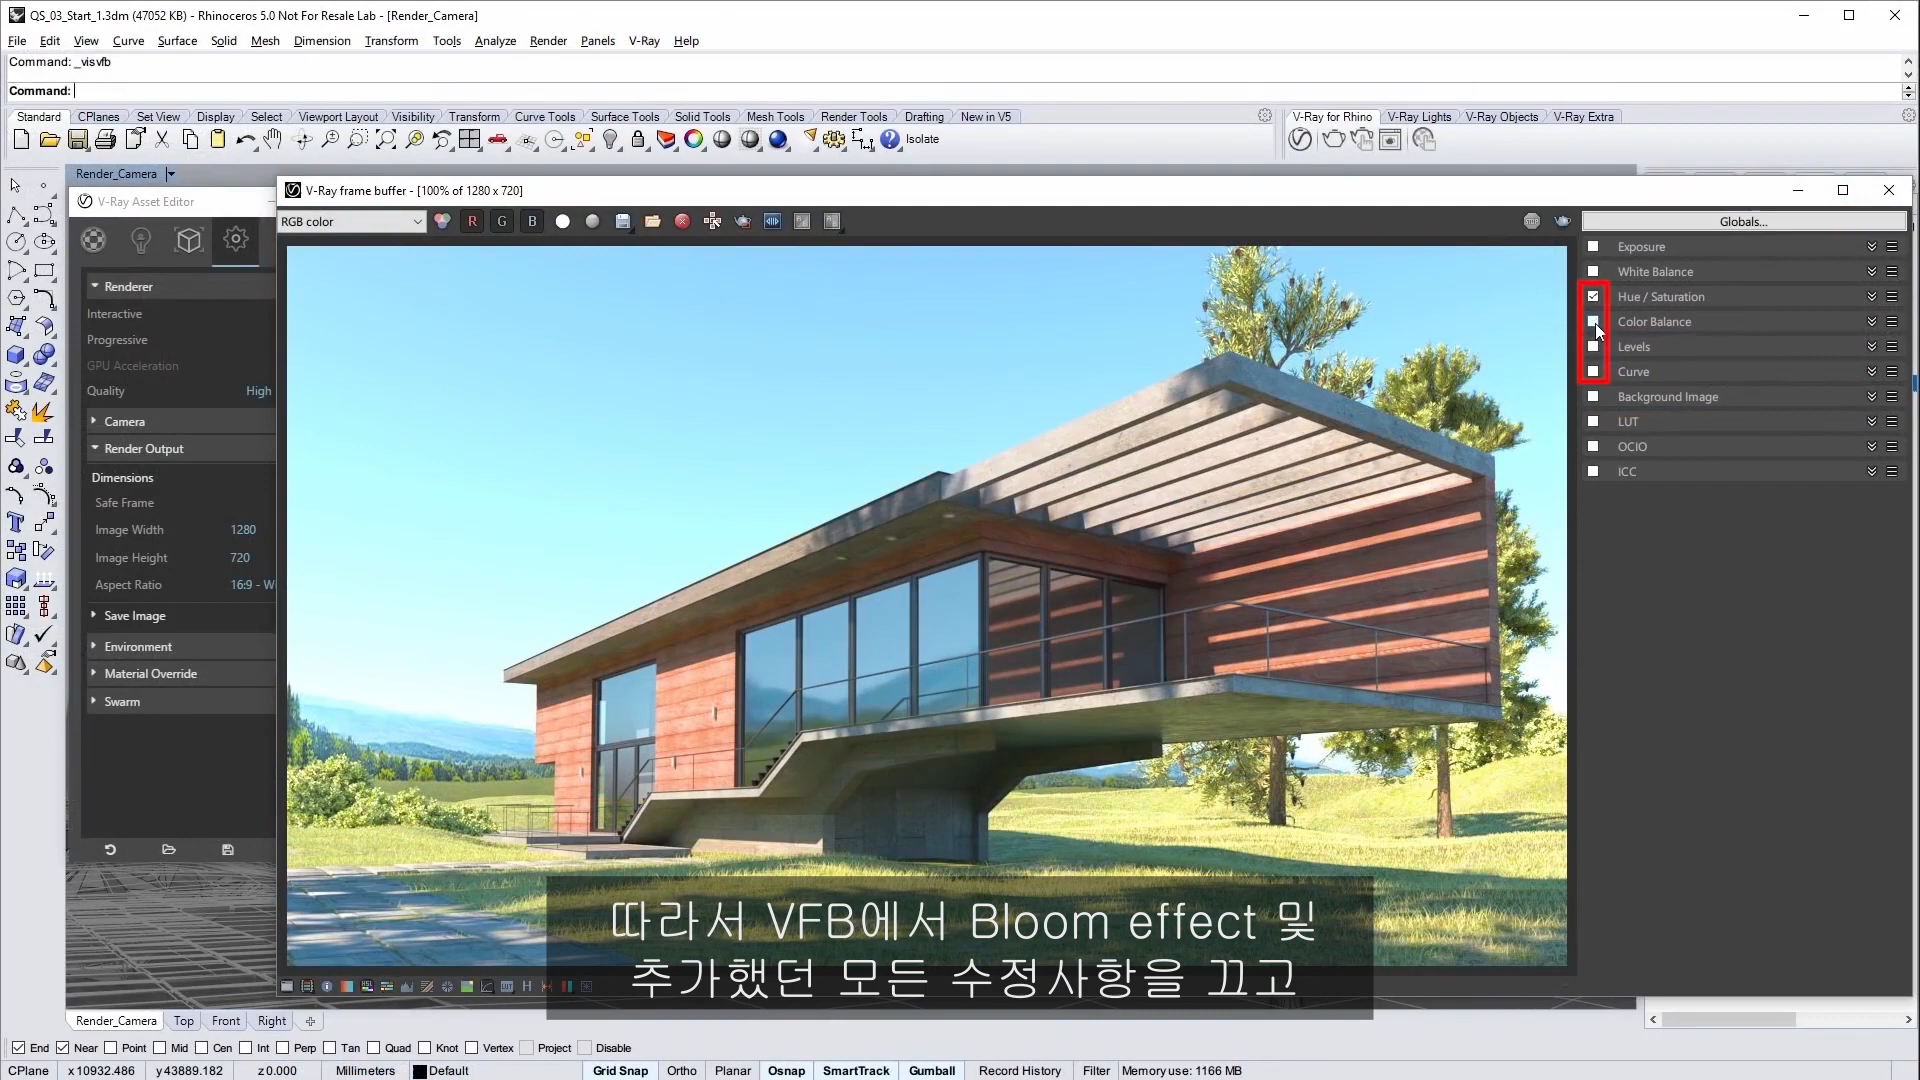 QS_03_Start_1.3dm (47052 KB) - Rhinoceros 5.0 Not For Resale Lab - [Render_Camera]
File Edit View Curve Surface Solid Mesh Dimension Transform Tools Analyze Render Panels V-Ray Help
Command: _visvfb
Command:
Standard CPlanes Set View Display Select Viewport Layout Visibility Transform Curve Tools Surface Tools Solid Tools Mesh Tools Render Tools Drafting New in V5
V-Ray for Rhino V-Ray Lights V-Ray Objects V-Ray Extra
Isolate
Render_Camera
V-Ray Asset Editor
V-Ray frame buffer - [100% of 1280 x 720]
RGB color
R G B
Globals...
Exposure
White Balance
Hue / Saturation
Color Balance
Levels
Curve
Background Image
LUT
OCIO
ICC
Renderer
Interactive
Progressive
GPU Acceleration
Quality High
Camera
Render Output
Dimensions
Safe Frame
Image Width 1280
Image Height 720
Aspect Ratio 16:9 - W
Save Image
Environment
Material Override
Swarm
따라서 VFB에서 Bloom effect 및
추가했던 모든 수정사항을 끄고
Render_Camera Top Front Right
End Near Point Mid Cen Int Perp Tan Quad Knot Vertex Project Disable
CPlane x 10932.486 y 43889.182 z 0.000 Millimeters Default Grid Snap Ortho Planar Osnap SmartTrack Gumball Record History Filter Memory use: 1166 MB